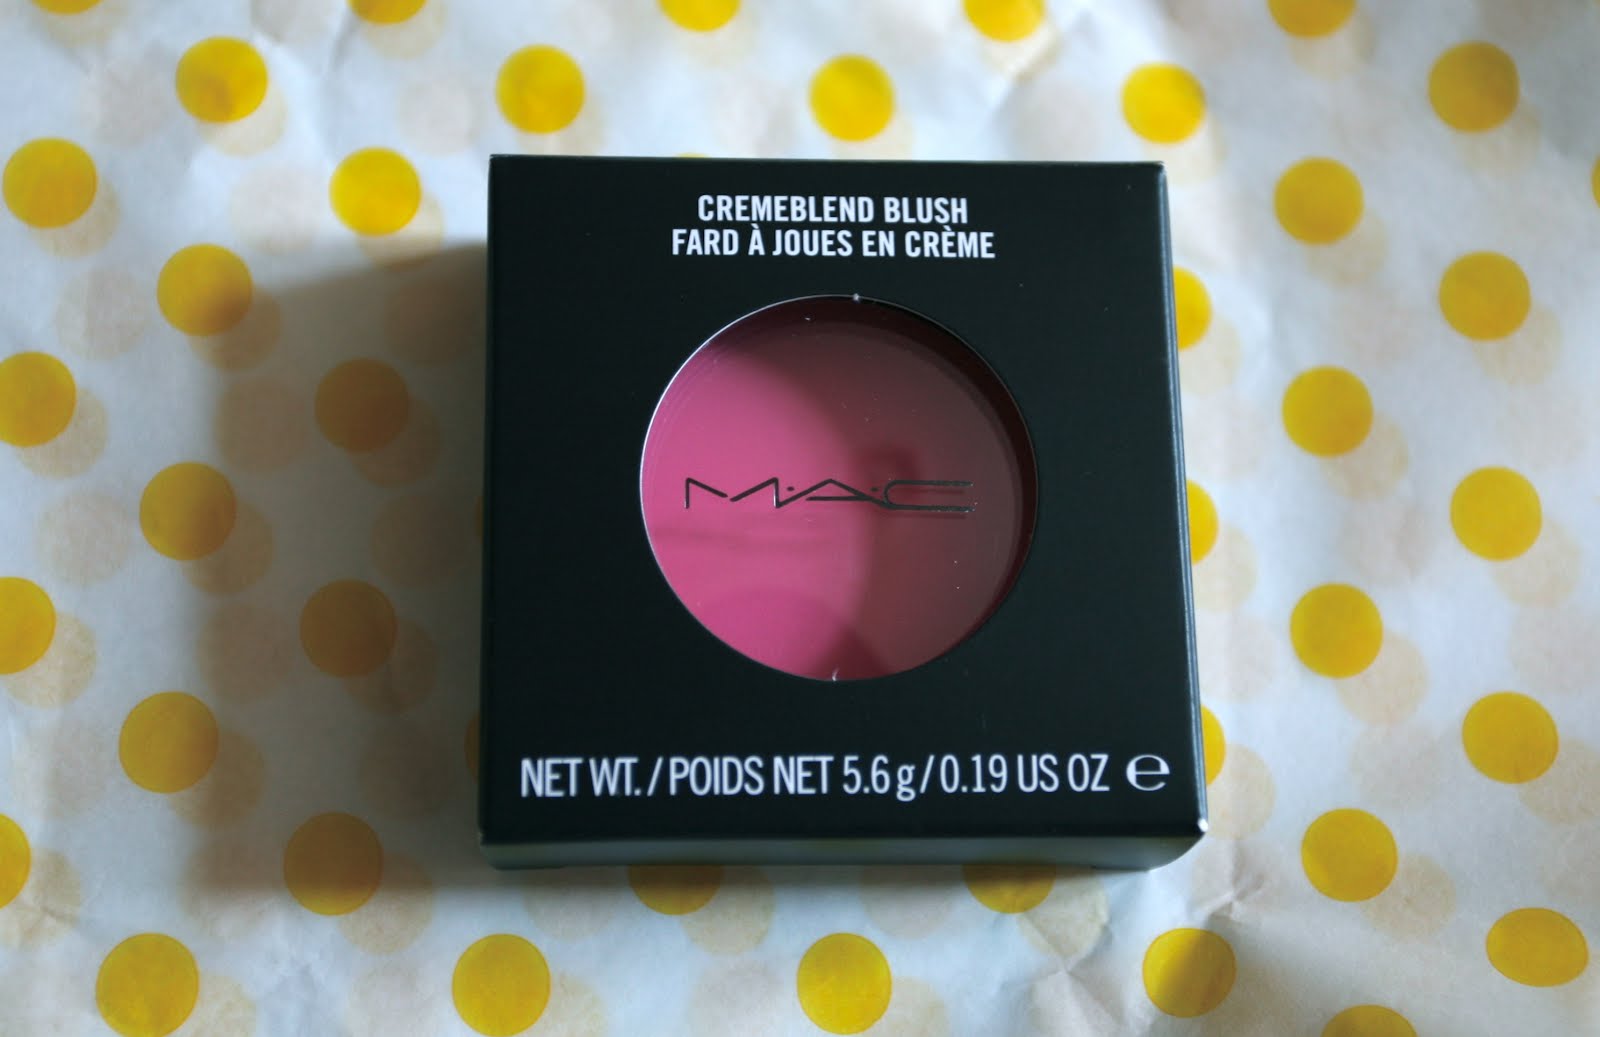 CREMEBLEND BLUSH
FARD À JOUES EN CRÈME
M·A·C
NET WT. / POIDS NET 5.6 g / 0.19 US OZ ℮